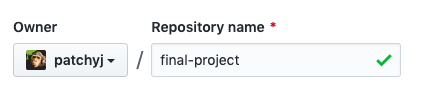 Owner Repository name *
patchyj / final-project